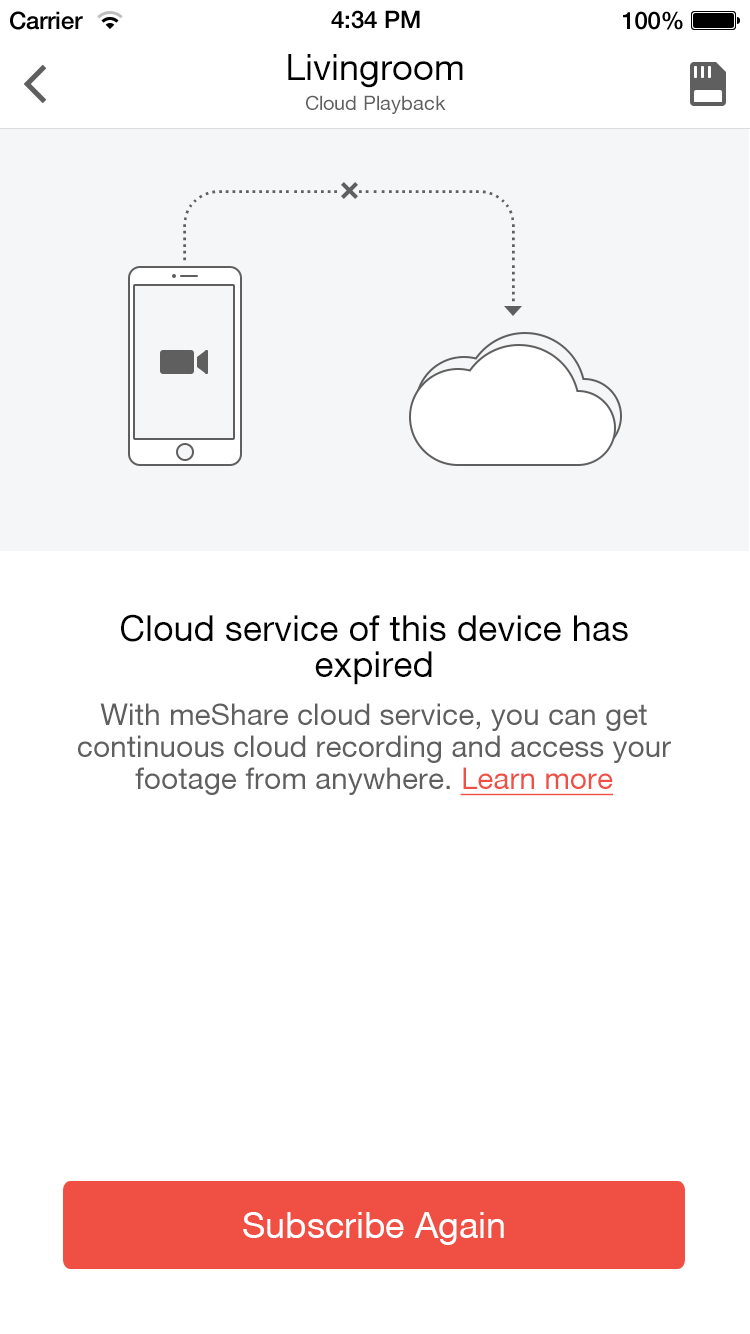 Carrier 4:34 PM 100%
Livingroom
Cloud Playback
Cloud service of this device has
expired
With meShare cloud service, you can get
continuous cloud recording and access your
footage from anywhere. Learn more
Subscribe Again